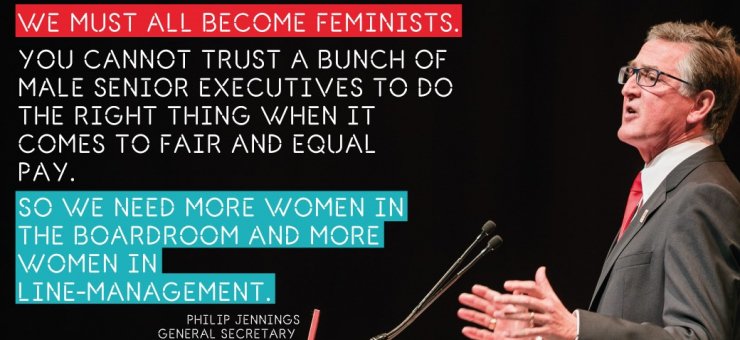 WE MUST ALL BECOME FEMINISTS.
YOU CANNOT TRUST A BUNCH OF
MALE SENIOR EXECUTIVES TO DO
THE RIGHT THING WHEN IT
COMES TO FAIR AND EQUAL
PAY.
SO WE NEED MORE WOMEN IN
THE BOARDROOM AND MORE
WOMEN IN
LINE-MANAGEMENT.
PHILIP JENNINGS
GENERAL SECRETARY